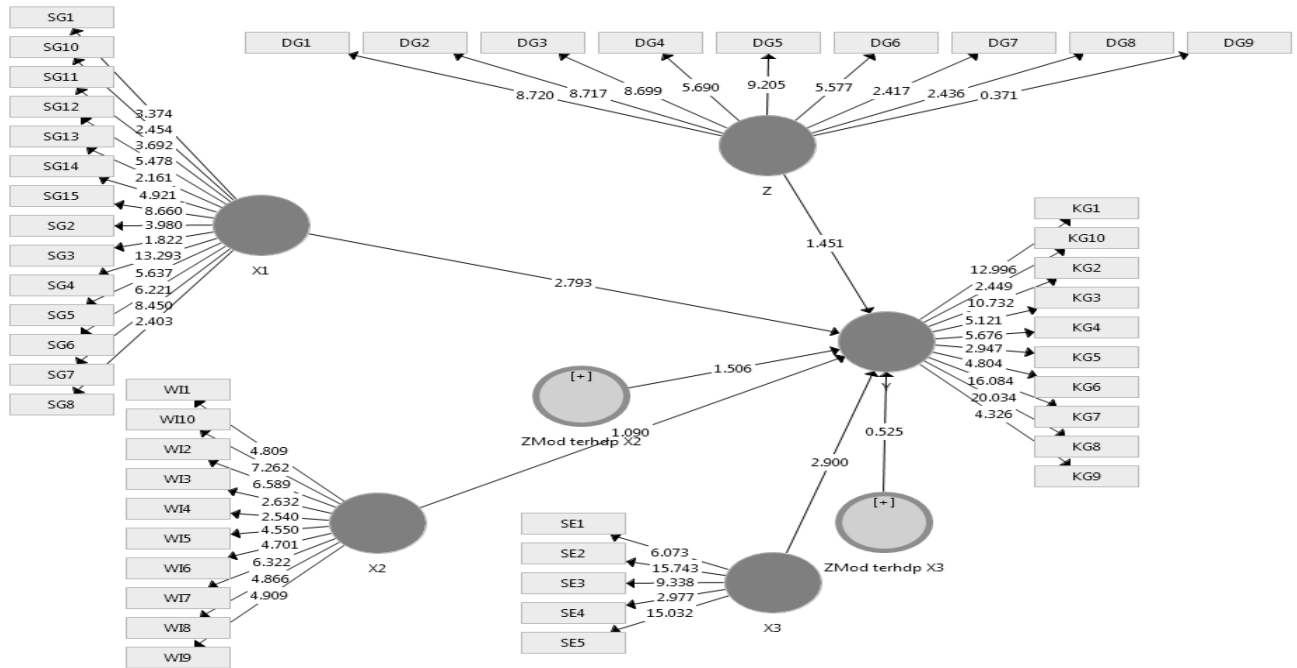 SG1
SG10
SG11
SG12
SG13
SG14
SG15
SG2
SG3
SG4
SG5
SG6
SG7
SG8
3.374
2.454
3.692
5.478
2.161
4.921
8.660
3.980
1.822
13.293
5.637
6.221
8.450
2.403
X1
DG1 DG2 DG3 DG4 DG5 DG6 DG7 DG8 DG9
8.720 8.717 8.699 5.690 9.205 5.577 2.417 2.436 0.371
Z
1.451
2.793
KG1
KG10
KG2
KG3
KG4
KG5
KG6
KG7
KG8
KG9
12.996
2.449
10.732
5.121
5.676
2.947
4.804
16.084
20.034
4.326
Y
[+]
ZMod terhdp X2
1.506
1.090
WI1
WI10
WI2
WI3
WI4
WI5
WI6
WI7
WI8
WI9
4.809
7.262
6.589
2.632
2.540
4.550
4.701
6.322
4.866
4.909
X2
0.525
2.900
[+]
ZMod terhdp X3
SE1
SE2
SE3
SE4
SE5
6.073
15.743
9.338
2.977
15.032
X3